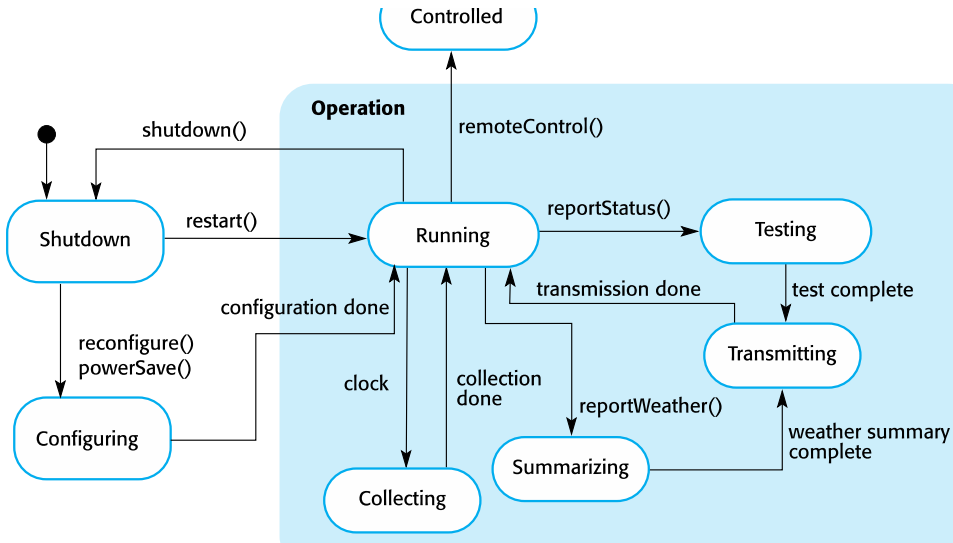 Controlled
Operation
shutdown()
remoteControl()
reportStatus()
restart()
Shutdown
Running
Testing
transmission done
test complete
configuration done
reconfigure()
powerSave()
Transmitting
clock
collection
done
reportWeather()
weather summary
complete
Configuring
Summarizing
Collecting